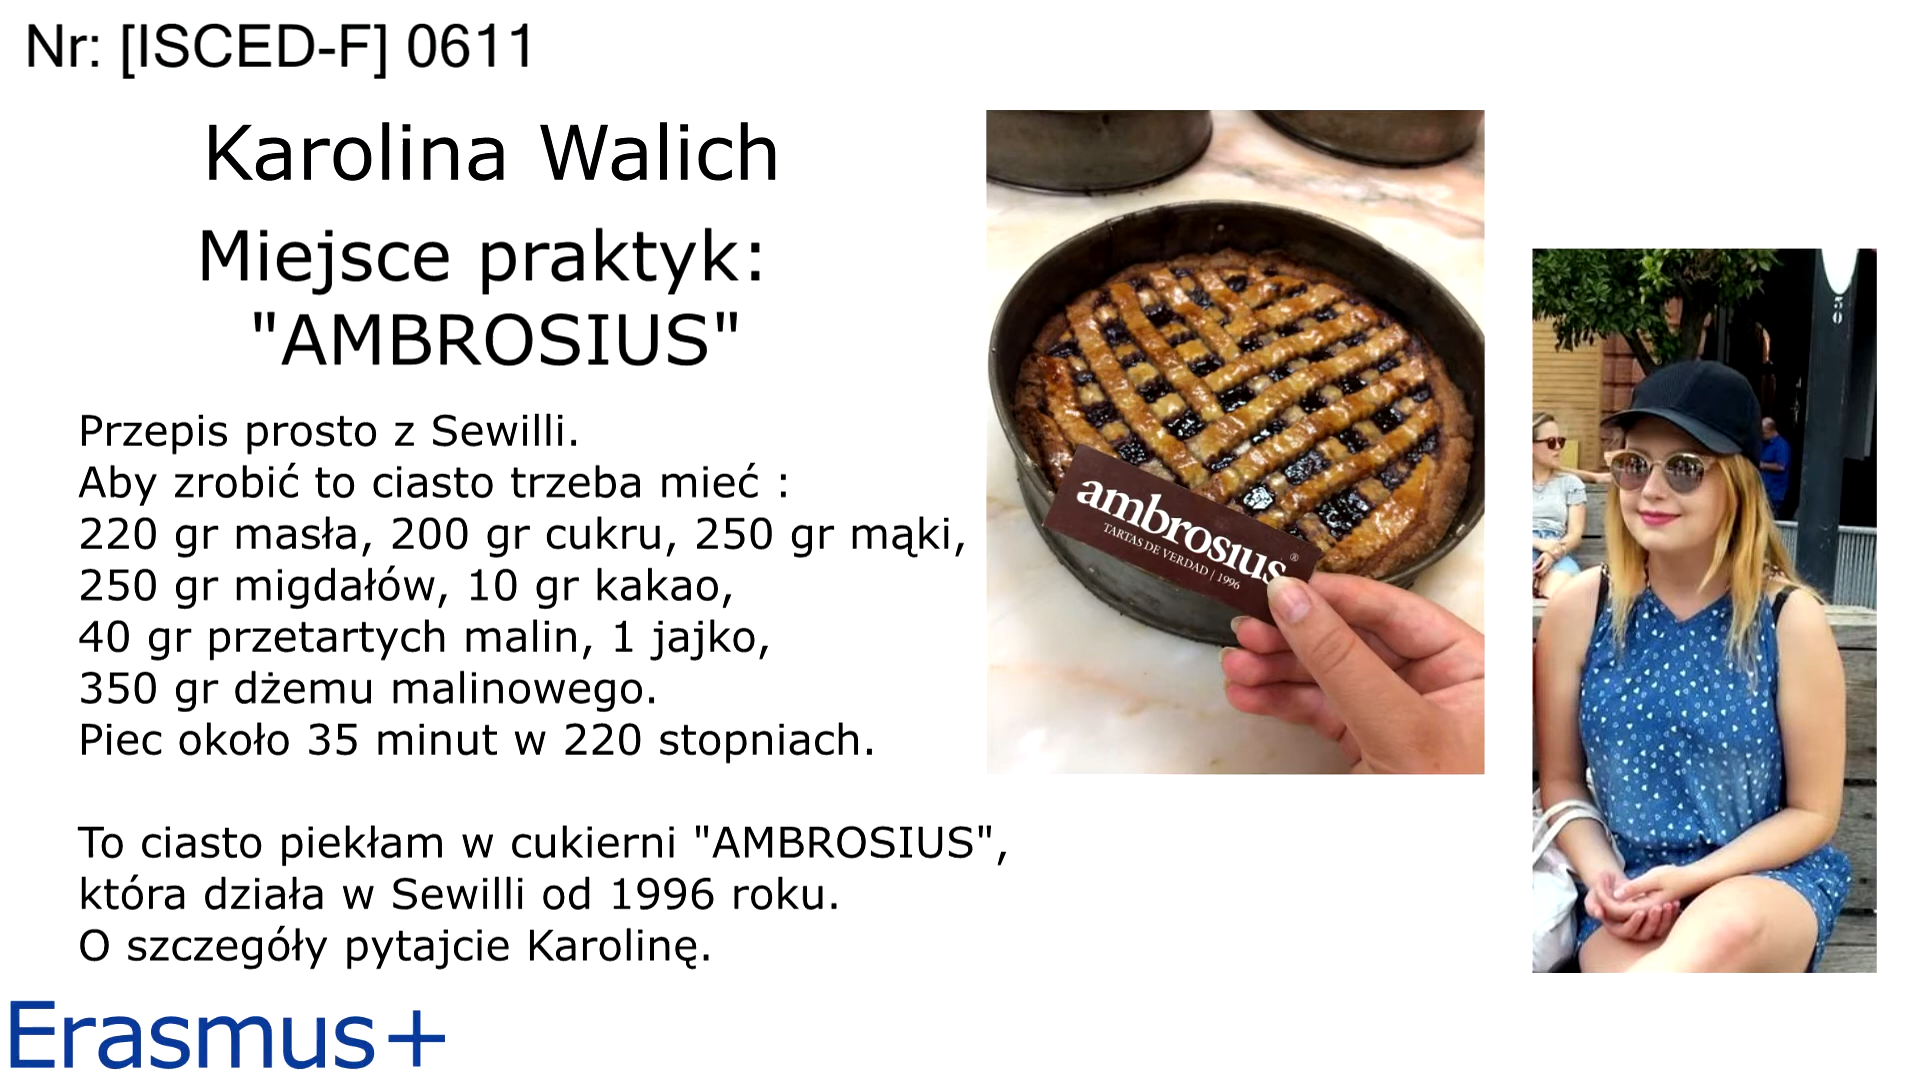 Nr: [ISCED-F] 0611
Karolina Walich
Miejsce praktyk:
"AMBROSIUS"
Przepis prosto z Sewilli.
Aby zrobić to ciasto trzeba mieć :
220 gr masła, 200 gr cukru, 250 gr mąki,
250 gr migdałów, 10 gr kakao,
40 gr przetartych malin, 1 jajko,
350 gr dżemu malinowego.
Piec około 35 minut w 220 stopniach.
To ciasto piekłam w cukierni "AMBROSIUS",
która działa w Sewilli od 1996 roku.
O szczegóły pytajcie Karolinę.
Erasmus+
ambrosius®
TARTAS DE VERDAD | 1996
50